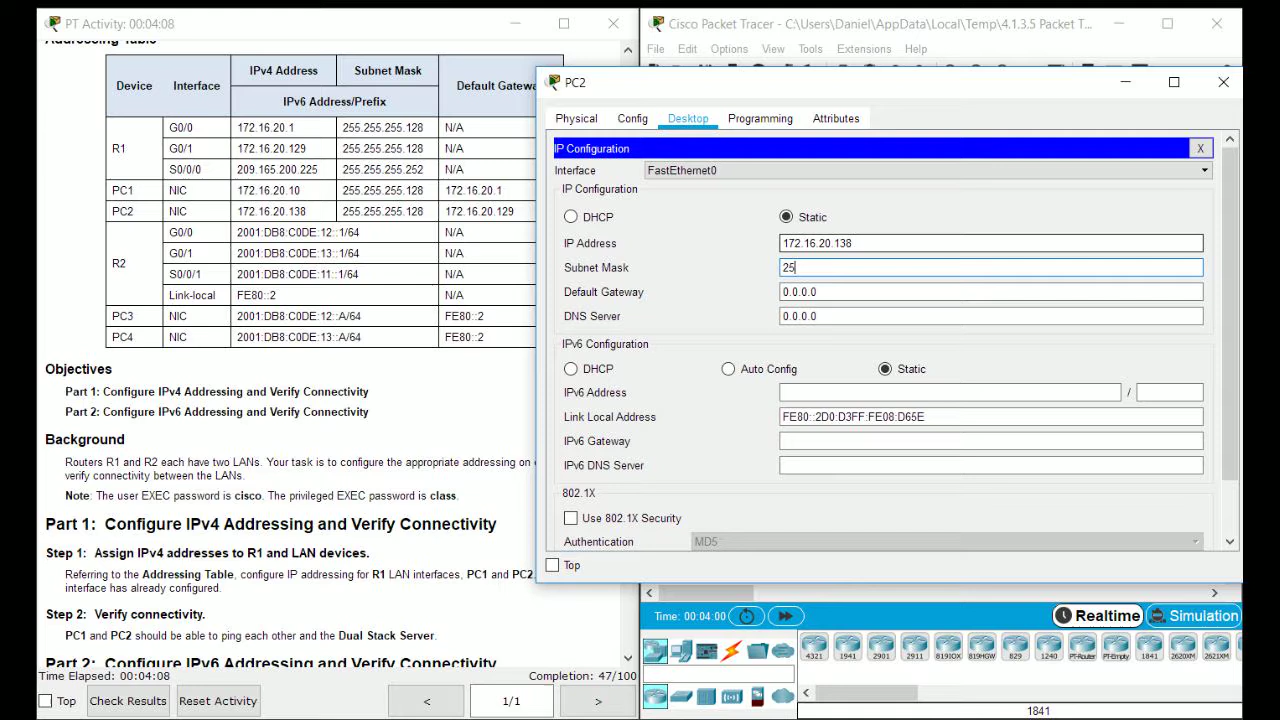 PT Activity: 00:04:08
Cisco Packet Tracer - C:\Users\Daniel\AppData\Local\Temp\4.1.3.5 Packet T...
File Edit Options View Tools Extensions Help
Addressing Table
Device Interface IPv4 Address Subnet Mask Default Gatewa
IPv6 Address/Prefix
R1 G0/0 172.16.20.1 255.255.255.128 N/A
G0/1 172.16.20.129 255.255.255.128 N/A
S0/0/0 209.165.200.225 255.255.255.252 N/A
PC1 NIC 172.16.20.10 255.255.255.128 172.16.20.1
PC2 NIC 172.16.20.138 255.255.255.128 172.16.20.129
R2 G0/0 2001:DB8:C0DE:12::1/64 N/A
G0/1 2001:DB8:C0DE:13::1/64 N/A
S0/0/1 2001:DB8:C0DE:11::1/64 N/A
Link-local FE80::2 N/A
PC3 NIC 2001:DB8:C0DE:12::A/64 FE80::2
PC4 NIC 2001:DB8:C0DE:13::A/64 FE80::2
Objectives
Part 1: Configure IPv4 Addressing and Verify Connectivity
Part 2: Configure IPv6 Addressing and Verify Connectivity
Background
Routers R1 and R2 each have two LANs. Your task is to configure the appropriate addressing on
verify connectivity between the LANs.
Note: The user EXEC password is cisco. The privileged EXEC password is class.
Part 1: Configure IPv4 Addressing and Verify Connectivity
Step 1: Assign IPv4 addresses to R1 and LAN devices.
Referring to the Addressing Table, configure IP addressing for R1 LAN interfaces, PC1 and PC2
interface has already configured.
Step 2: Verify connectivity.
PC1 and PC2 should be able to ping each other and the Dual Stack Server.
Part 2: Configure IPv6 Addressing and Verify Connectivity
Time Elapsed: 00:04:08 Completion: 47/100
Top Check Results Reset Activity < 1/1 >
PC2
Physical Config Desktop Programming Attributes
IP Configuration X
Interface FastEthernet0
IP Configuration
DHCP Static
IP Address 172.16.20.138
Subnet Mask 25
Default Gateway 0.0.0.0
DNS Server 0.0.0.0
IPv6 Configuration
DHCP Auto Config Static
IPv6 Address /
Link Local Address FE80::2D0:D3FF:FE08:D65E
IPv6 Gateway
IPv6 DNS Server
802.1X
Use 802.1X Security
Authentication MD5
Top
Time: 00:04:00 Realtime Simulation
4321 1941 2901 2911 819IOX 819HGW 829 1240 PT-Router PT-Empty 1841 2620XM 2621XM
1841